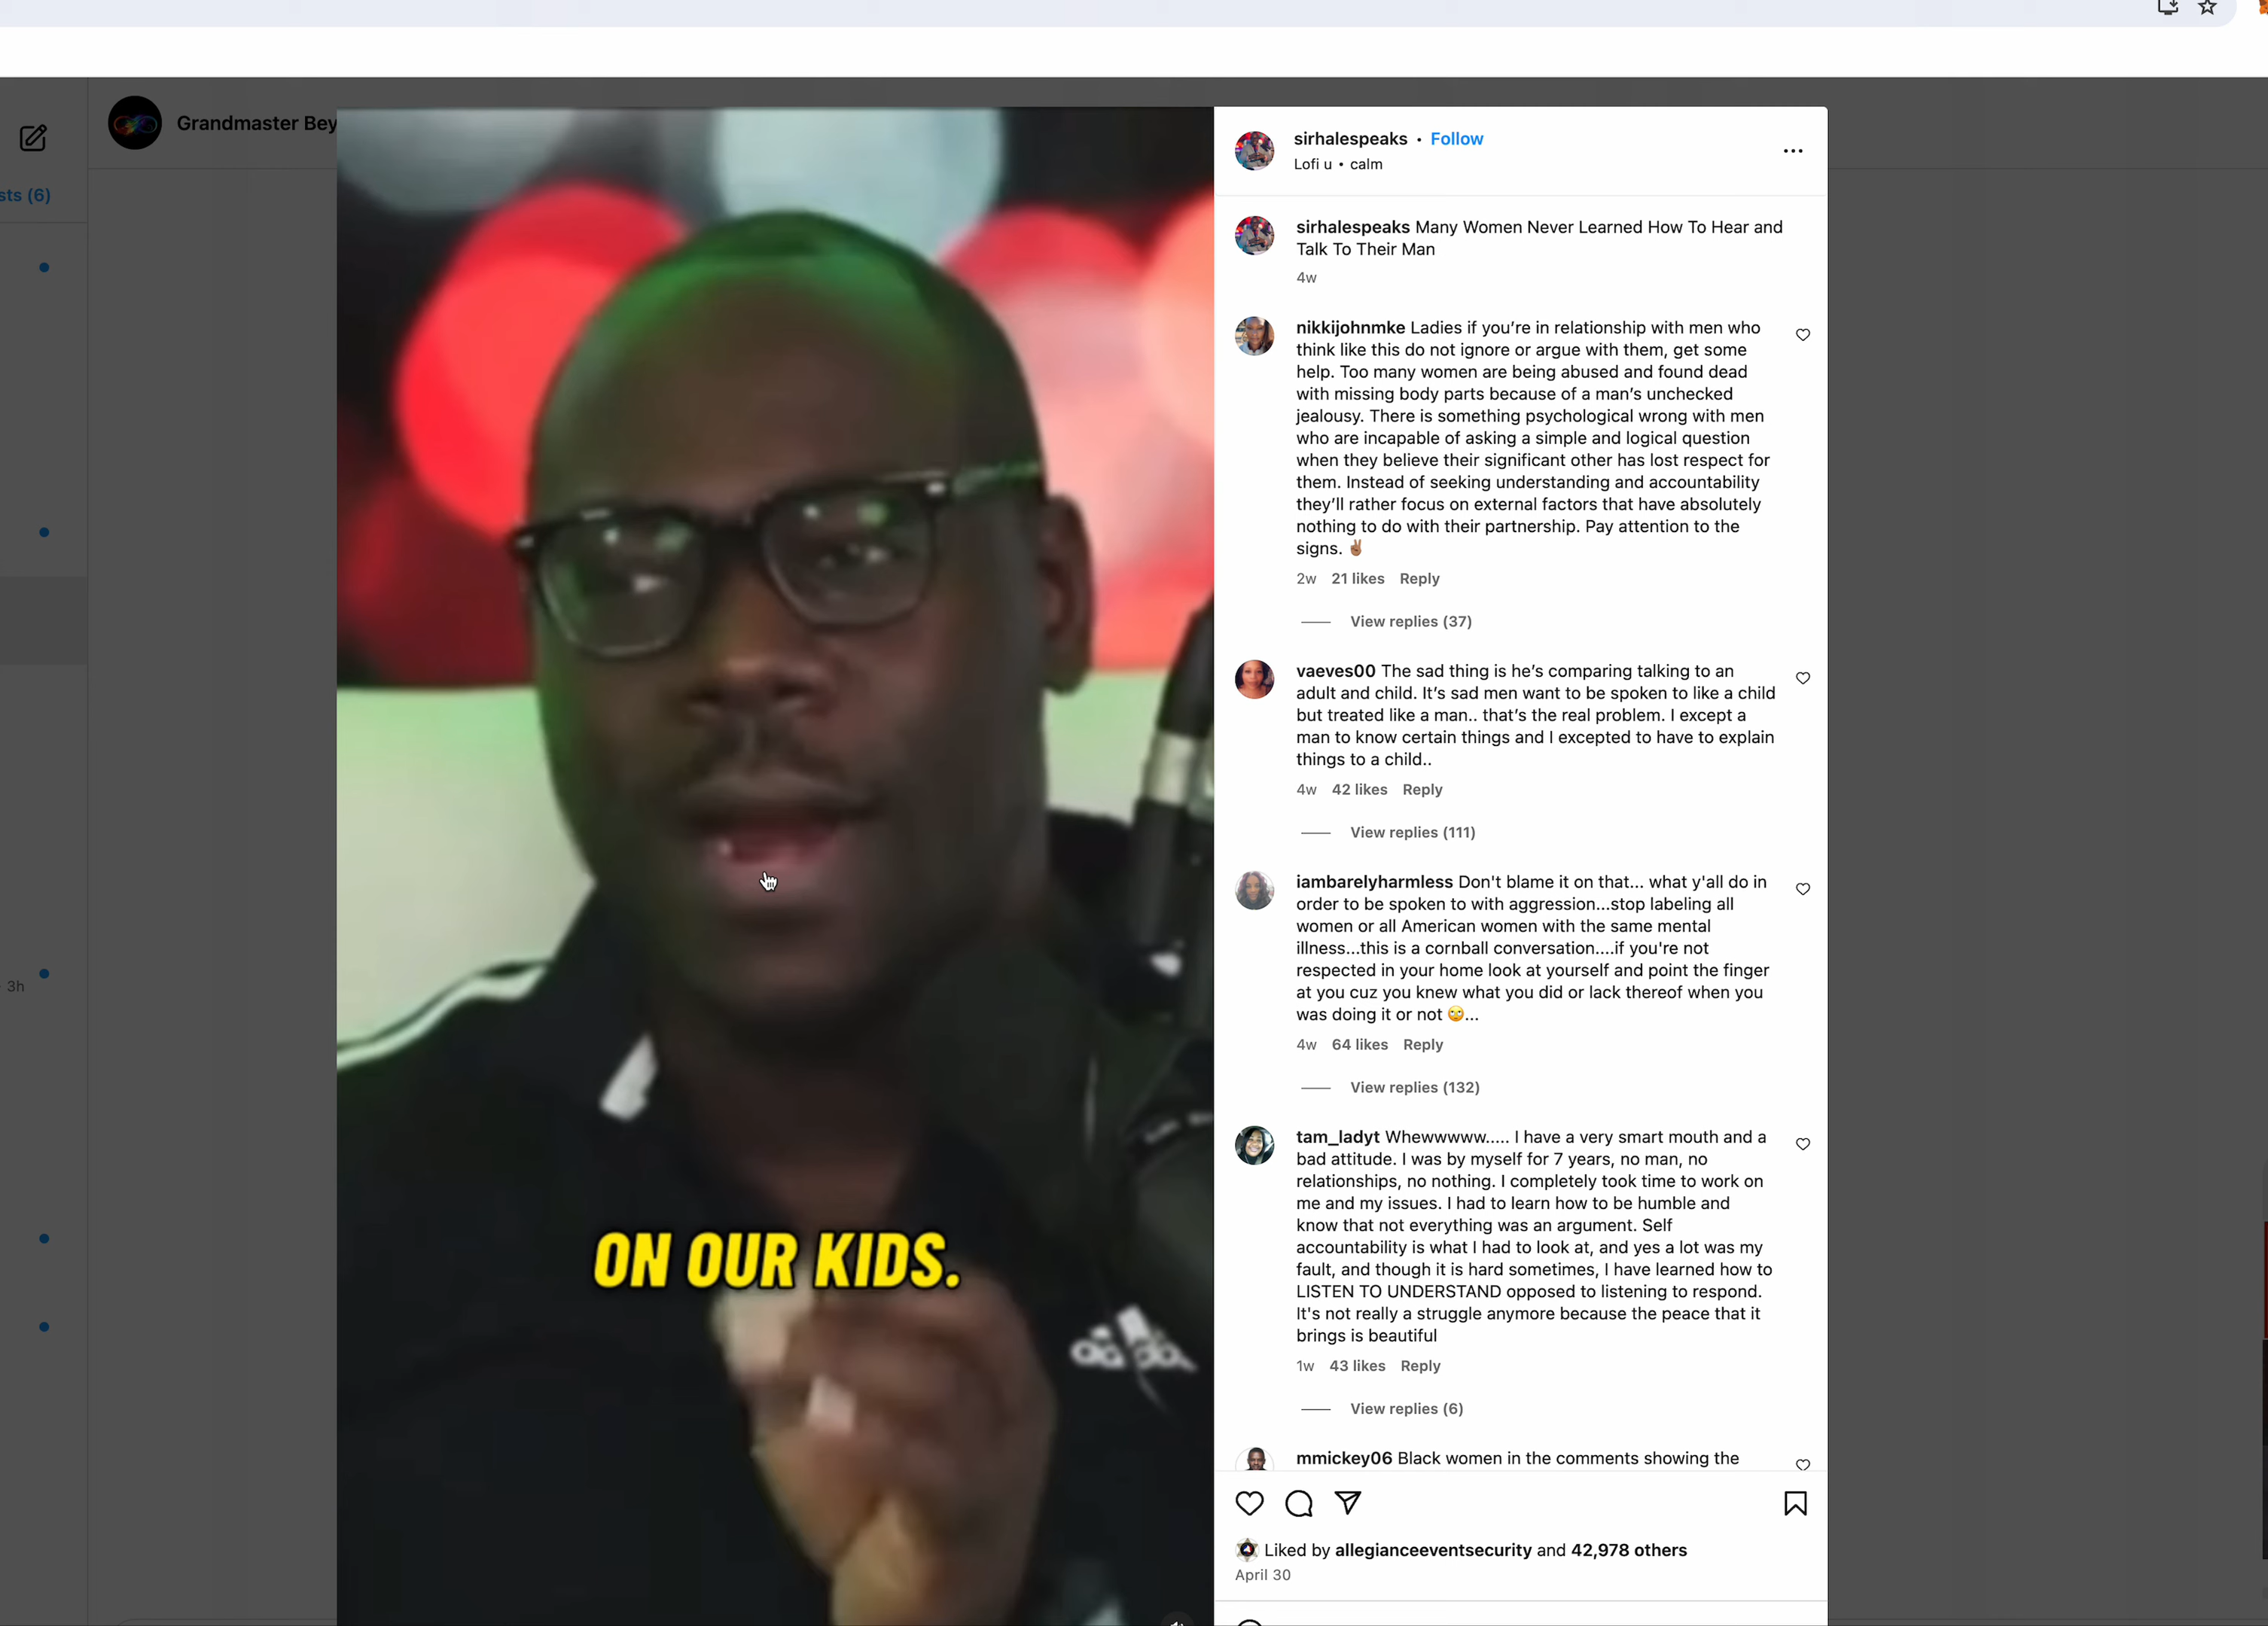 Grandmaster Bey
sts (6)
3h
ON OUR KIDS.
adidas
sirhalespeaks • Follow
Lofi u • calm
sirhalespeaks Many Women Never Learned How To Hear and
Talk To Their Man
4w
nikkijohnmke Ladies if you’re in relationship with men who
think like this do not ignore or argue with them, get some
help. Too many women are being abused and found dead
with missing body parts because of a man’s unchecked
jealousy. There is something psychological wrong with men
who are incapable of asking a simple and logical question
when they believe their significant other has lost respect for
them. Instead of seeking understanding and accountability
they’ll rather focus on external factors that have absolutely
nothing to do with their partnership. Pay attention to the
signs. ✌🏽
2w 21 likes Reply
View replies (37)
vaeves00 The sad thing is he’s comparing talking to an
adult and child. It’s sad men want to be spoken to like a child
but treated like a man.. that’s the real problem. I except a
man to know certain things and I excepted to have to explain
things to a child..
4w 42 likes Reply
View replies (111)
iambarelyharmless Don't blame it on that... what y'all do in
order to be spoken to with aggression...stop labeling all
women or all American women with the same mental
illness...this is a cornball conversation....if you're not
respected in your home look at yourself and point the finger
at you cuz you knew what you did or lack thereof when you
was doing it or not 🙄...
4w 64 likes Reply
View replies (132)
tam_ladyt Whewwwww..... I have a very smart mouth and a
bad attitude. I was by myself for 7 years, no man, no
relationships, no nothing. I completely took time to work on
me and my issues. I had to learn how to be humble and
know that not everything was an argument. Self
accountability is what I had to look at, and yes a lot was my
fault, and though it is hard sometimes, I have learned how to
LISTEN TO UNDERSTAND opposed to listening to respond.
It's not really a struggle anymore because the peace that it
brings is beautiful
1w 43 likes Reply
View replies (6)
mmickey06 Black women in the comments showing the
Liked by allegianceeventsecurity and 42,978 others
April 30